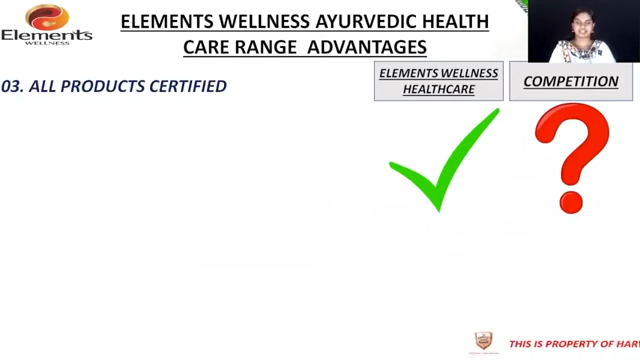 Elements
WELLNESS
ELEMENTS WELLNESS AYURVEDIC HEALTH
CARE RANGE ADVANTAGES
03. ALL PRODUCTS CERTIFIED
ELEMENTS WELLNESS
HEALTHCARE
COMPETITION
?
THIS IS PROPERTY OF HAR